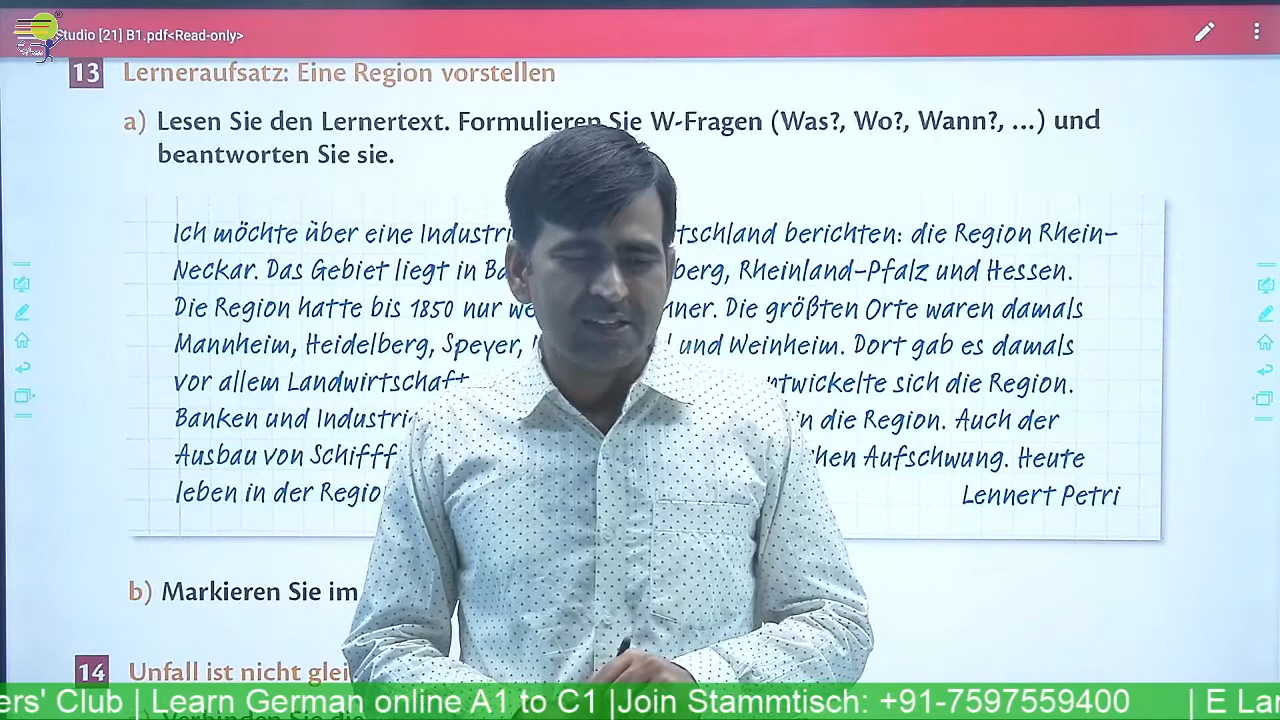 Studio [21] B1.pdf<Read-only>
13 Lerneraufsatz: Eine Region vorstellen
a) Lesen Sie den Lernertext. Formulieren Sie W-Fragen (Was?, Wo?, Wann?, ...) und
beantworten Sie sie.
Ich möchte über eine Industri tschland berichten: die Region Rhein-
Neckar. Das Gebiet liegt in Ba berg, Rheinland-Pfalz und Hessen.
Die Region hatte bis 1850 nur we ner. Die größten Orte waren damals
Mannheim, Heidelberg, Speyer, und Weinheim. Dort gab es damals
vor allem Landwirtschaft ntwickelte sich die Region.
Banken und Industri in die Region. Auch der
Ausbau von Schifff hen Aufschwung. Heute
leben in der Regio Lennert Petri
b) Markieren Sie im
14 Unfall ist nicht glei
ers' Club | Learn German online A1 to C1 |Join Stammtisch: +91-7597559400 | E Lan